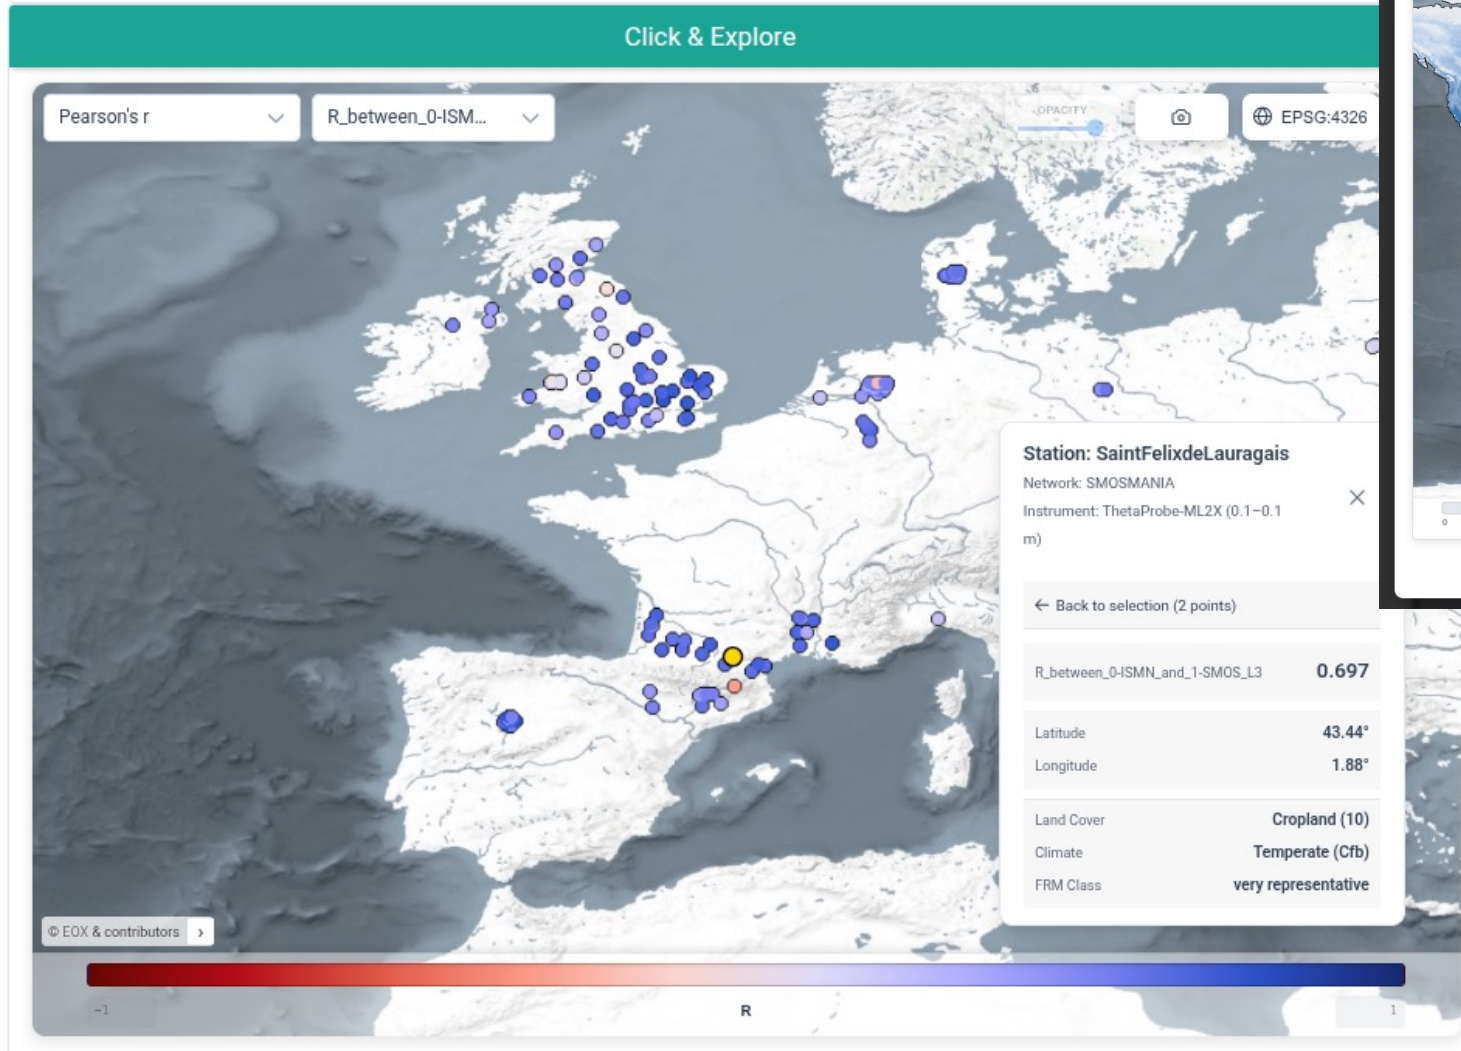 Click & Explore
Pearson's r
R_between_0-ISM...
OPACITY
EPSG:4326
Station: SaintFelixdeLauragais
Network: SMOSMANIA
Instrument: ThetaProbe-ML2X (0.1–0.1
m)
← Back to selection (2 points)
R_between_0-ISMN_and_1-SMOS_L3 0.697
Latitude 43.44°
Longitude 1.88°
Land Cover Cropland (10)
Climate Temperate (Cfb)
FRM Class very representative
© EOX & contributors ›
-1
R
1
0